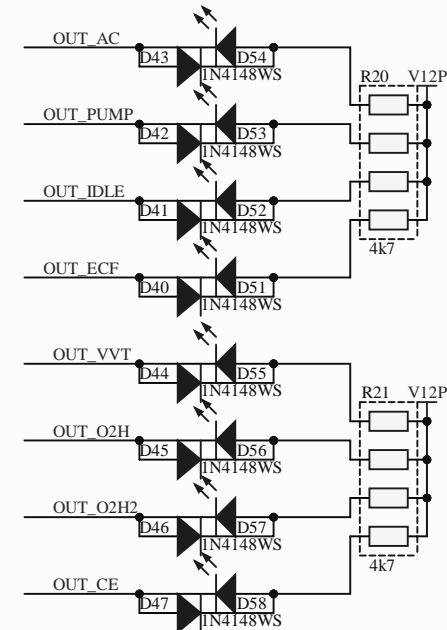 OUT_AC
D43
D54
1N4148WS
R20
V12P
OUT_PUMP
D42
D53
1N4148WS
OUT_IDLE
D41
D52
1N4148WS
OUT_ECF
4k7
D40
D51
1N4148WS
OUT_VVT
D44
D55
1N4148WS
R21
V12P
OUT_O2H
D45
D56
1N4148WS
OUT_O2H2
D46
D57
1N4148WS
4k7
OUT_CE
D47
D58
1N4148WS